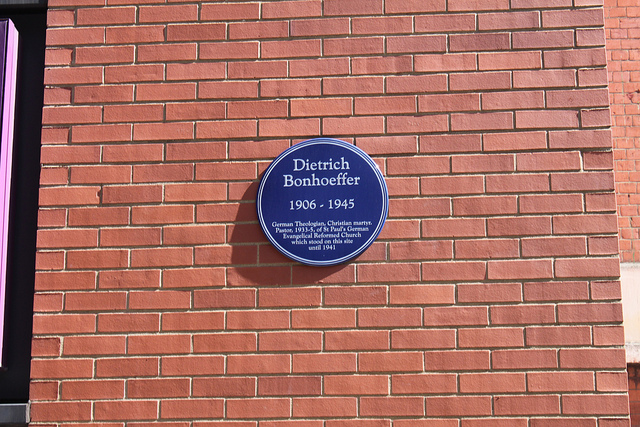 Dietrich
Bonhoeffer
1906 - 1945
German Theologian, Christian martyr.
Pastor, 1933-5, of St Paul's German
Evangelical Reformed Church
which stood on this site
until 1941